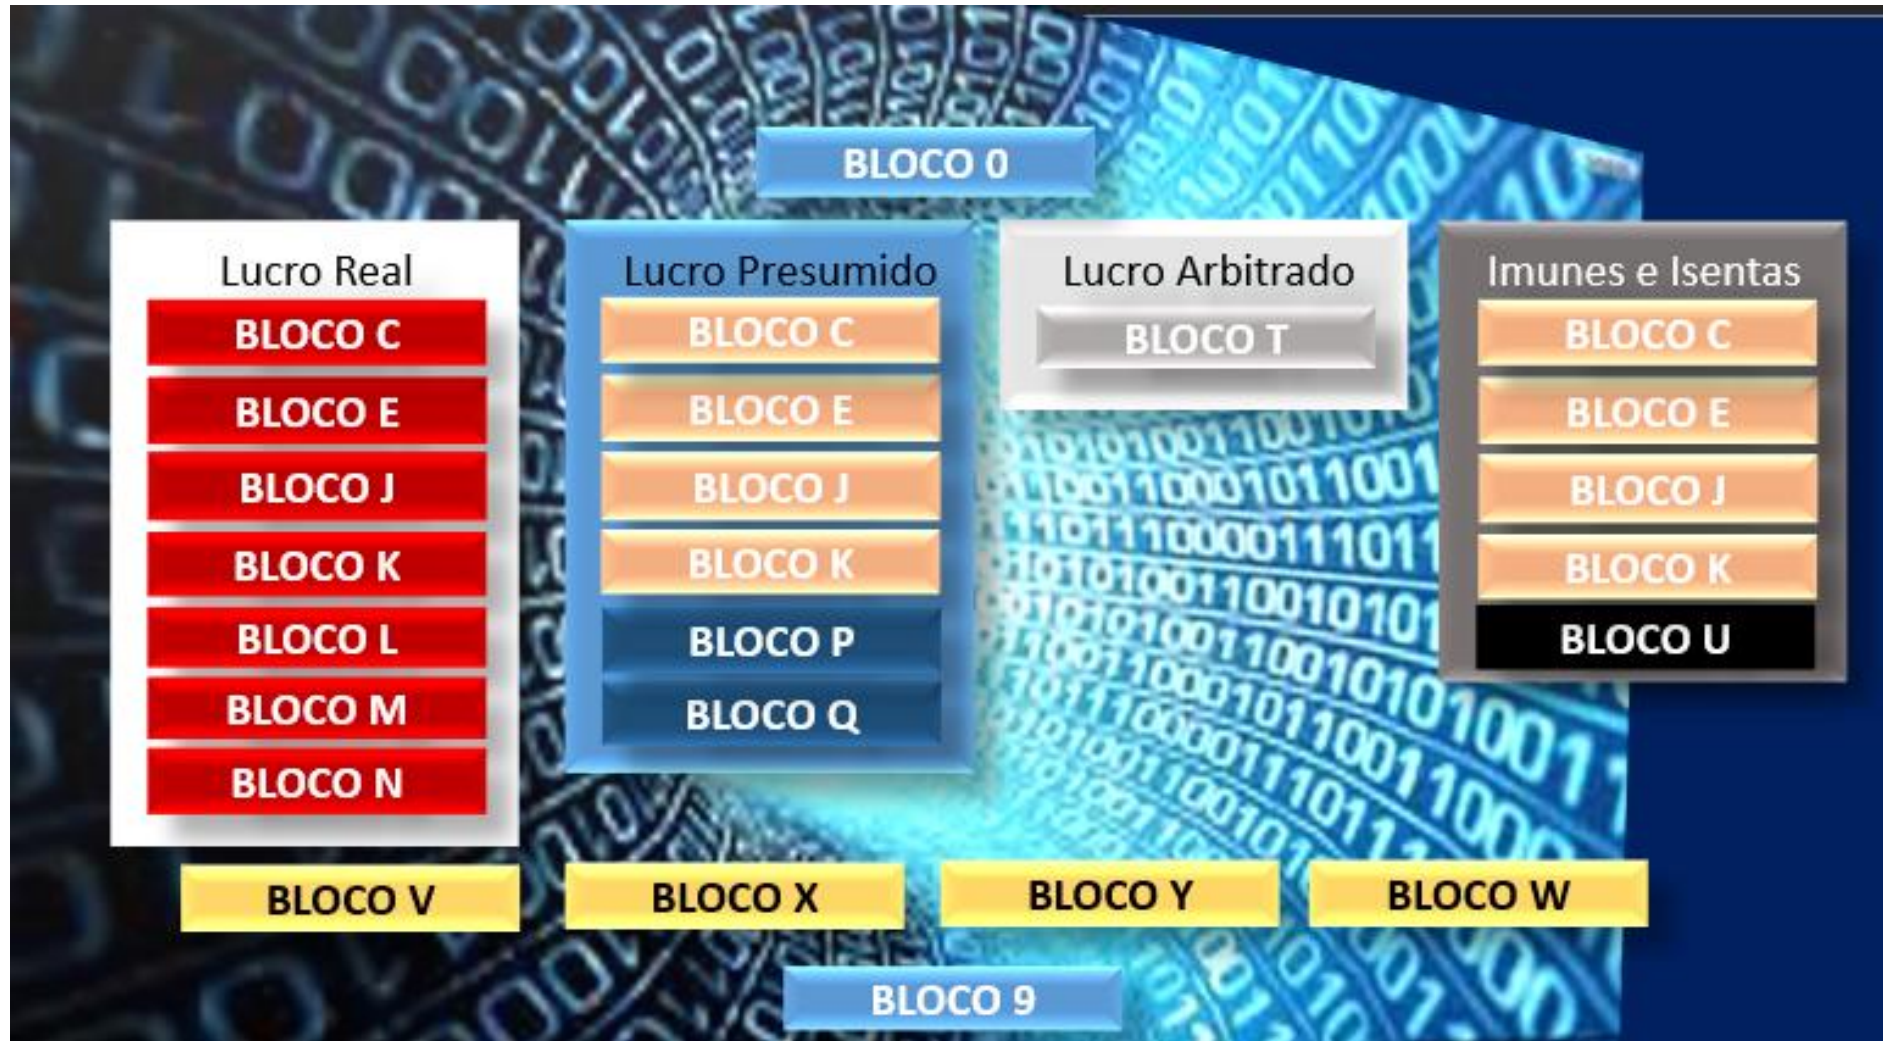 BLOCO 0
Lucro Real
BLOCO C
BLOCO E
BLOCO J
BLOCO K
BLOCO L
BLOCO M
BLOCO N
Lucro Presumido
BLOCO C
BLOCO E
BLOCO J
BLOCO K
BLOCO P
BLOCO Q
Lucro Arbitrado
BLOCO T
Imunes e Isentas
BLOCO C
BLOCO E
BLOCO J
BLOCO K
BLOCO U
BLOCO V
BLOCO X
BLOCO Y
BLOCO W
BLOCO 9